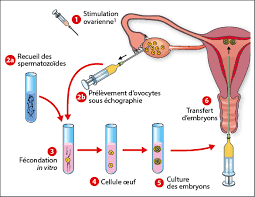 1 Stimulation
ovarienne¹
2a Recueil des
spermatozoïdes
2b Prélèvement d'ovocytes
sous échographie
3 Fécondation
in vitro
4 Cellule œuf
5 Culture
des embryons
6 Transfert
d'embryons